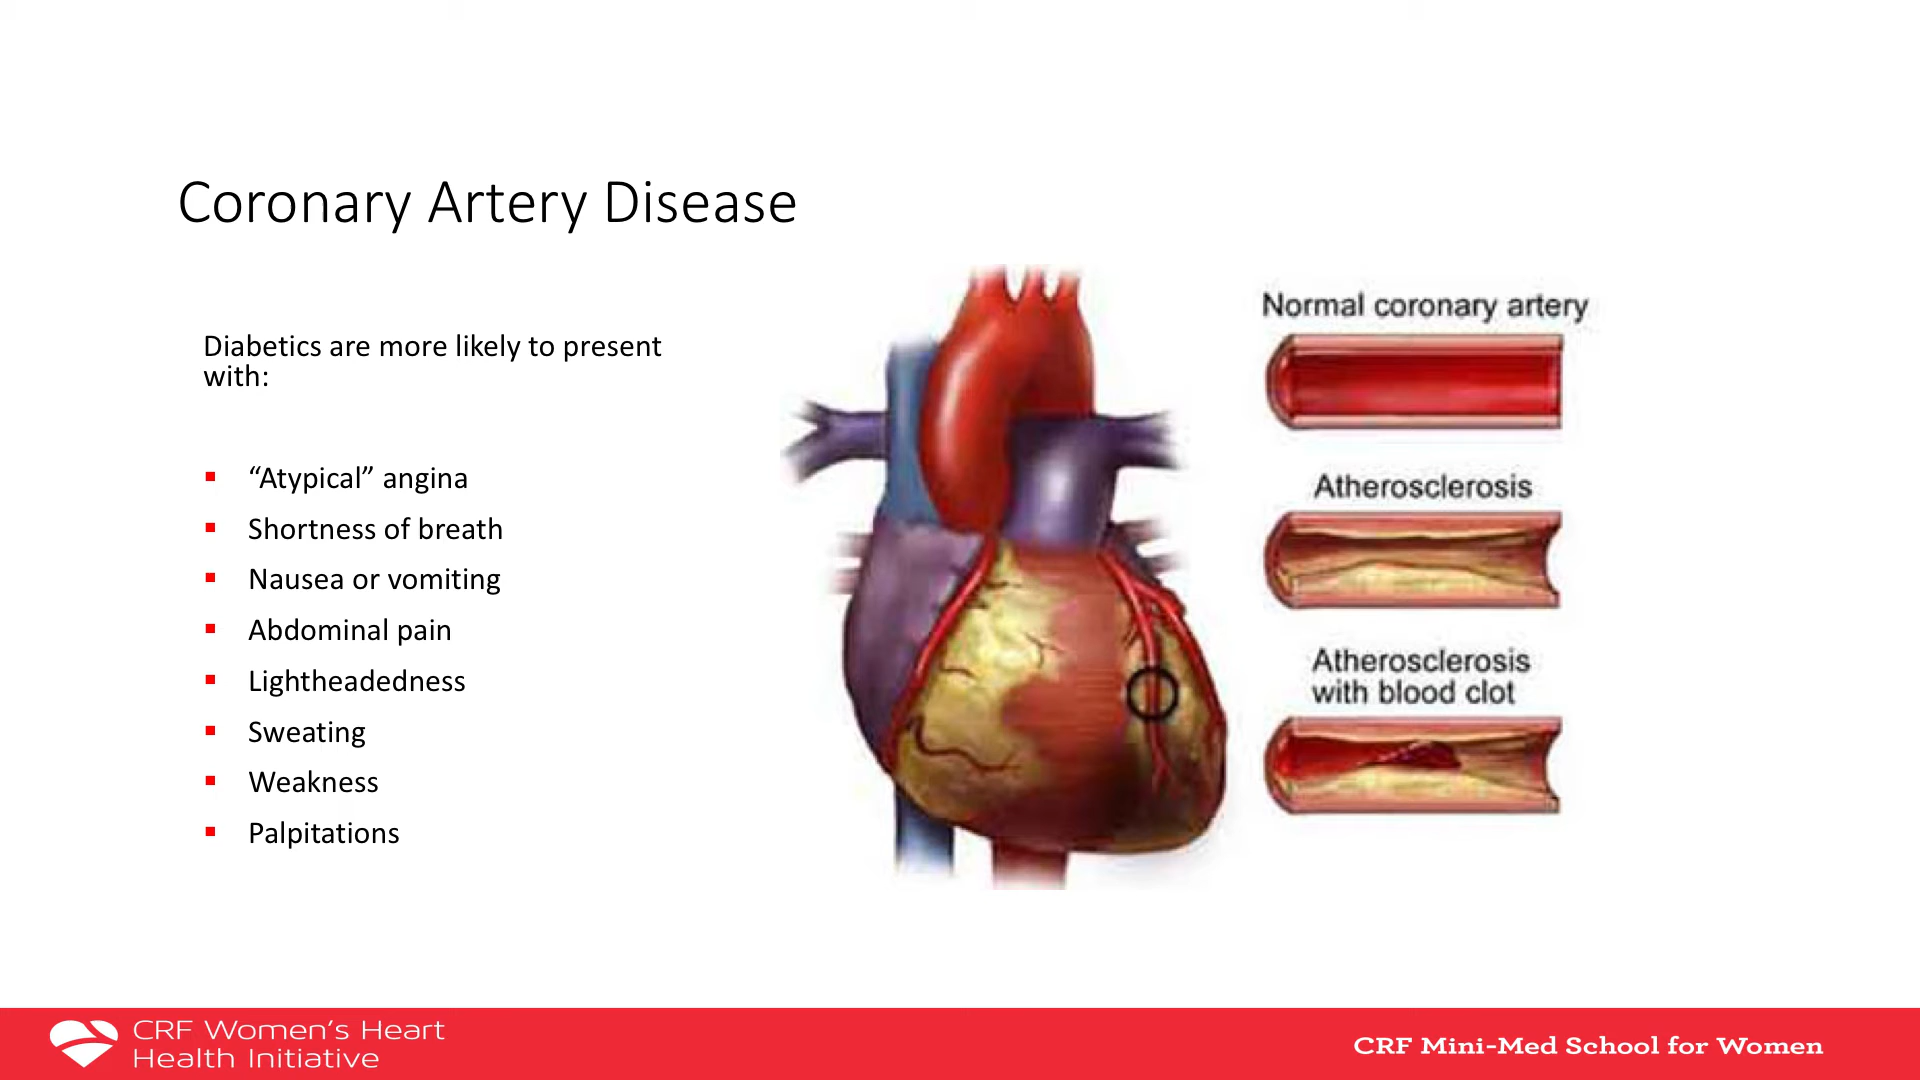 Coronary Artery Disease
Diabetics are more likely to present
with:
▪ “Atypical” angina
▪ Shortness of breath
▪ Nausea or vomiting
▪ Abdominal pain
▪ Lightheadedness
▪ Sweating
▪ Weakness
▪ Palpitations
Normal coronary artery
Atherosclerosis
Atherosclerosis
with blood clot
CRF Women’s Heart
Health Initiative
CRF Mini-Med School for Women